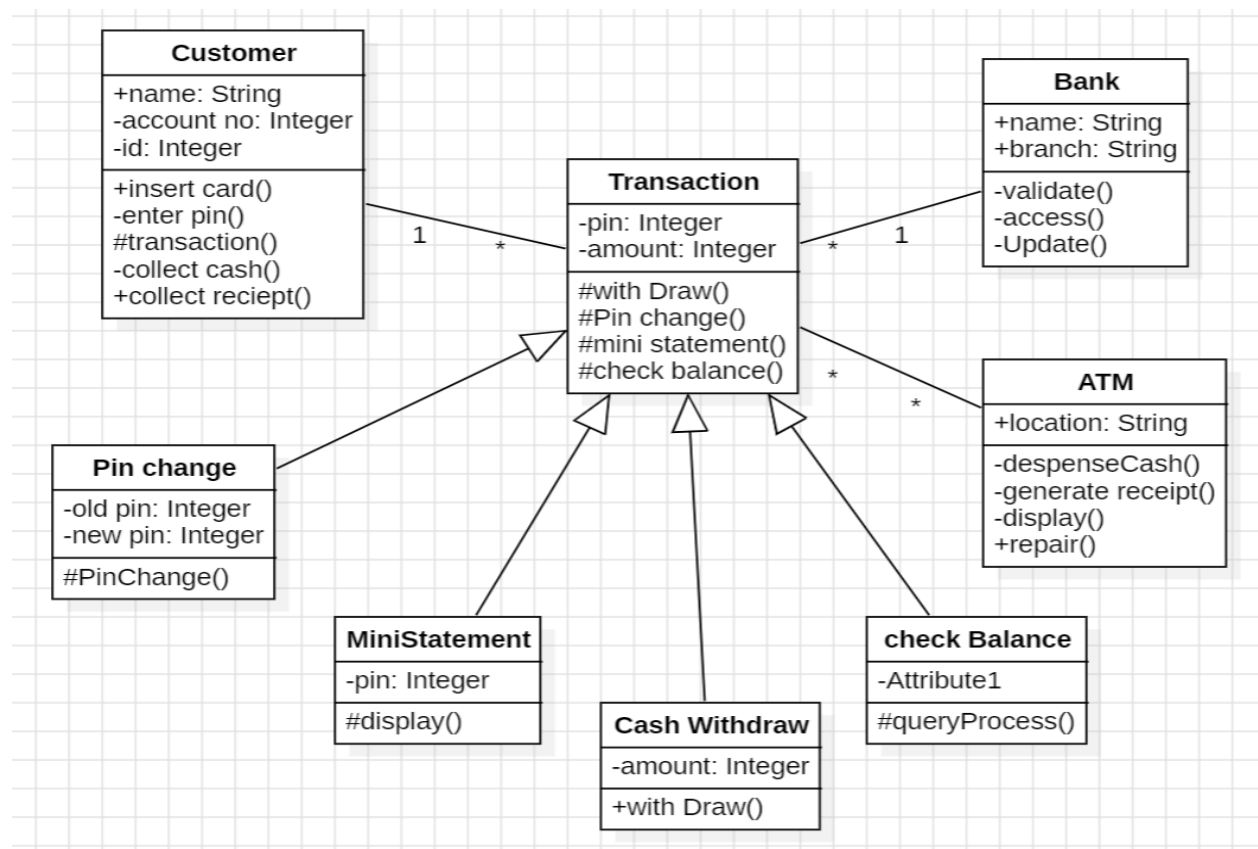 Customer
+name: String
-account no: Integer
-id: Integer
+insert card()
-enter pin()
#transaction()
-collect cash()
+collect reciept()
1
*
Transaction
-pin: Integer
-amount: Integer
#with Draw()
#Pin change()
#mini statement()
#check balance()
*
1
Bank
+name: String
+branch: String
-validate()
-access()
-Update()
*
*
ATM
+location: String
-despenseCash()
-generate receipt()
-display()
+repair()
Pin change
-old pin: Integer
-new pin: Integer
#PinChange()
MiniStatement
-pin: Integer
#display()
Cash Withdraw
-amount: Integer
+with Draw()
check Balance
-Attribute1
#queryProcess()